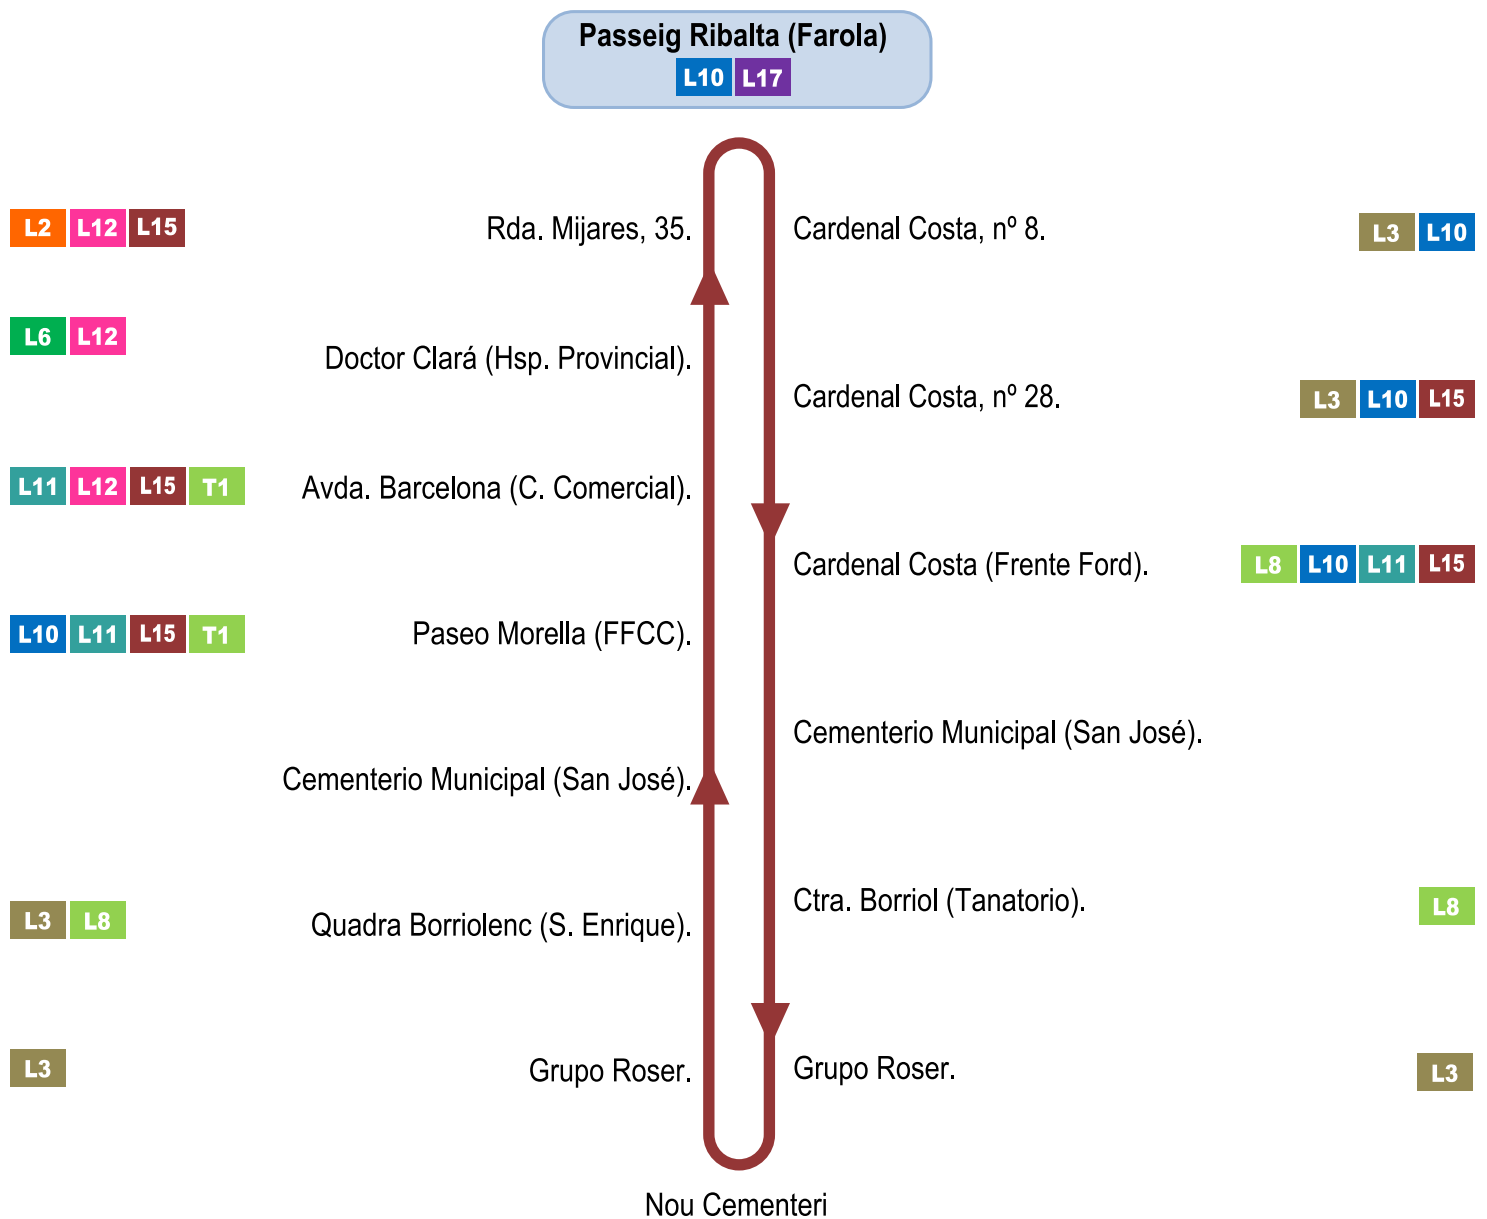 Passeig Ribalta (Farola)
L10 L17
L2 L12 L15 Rda. Mijares, 35. Cardenal Costa, nº 8. L3 L10
L6 L12 Doctor Clará (Hsp. Provincial).
Cardenal Costa, nº 28. L3 L10 L15
L11 L12 L15 T1 Avda. Barcelona (C. Comercial).
Cardenal Costa (Frente Ford). L8 L10 L11 L15
L10 L11 L15 T1 Paseo Morella (FFCC).
Cementerio Municipal (San José).
Cementerio Municipal (San José).
Ctra. Borriol (Tanatorio). L8
L3 L8 Quadra Borriolenc (S. Enrique).
L3 Grupo Roser. Grupo Roser. L3
Nou Cementeri